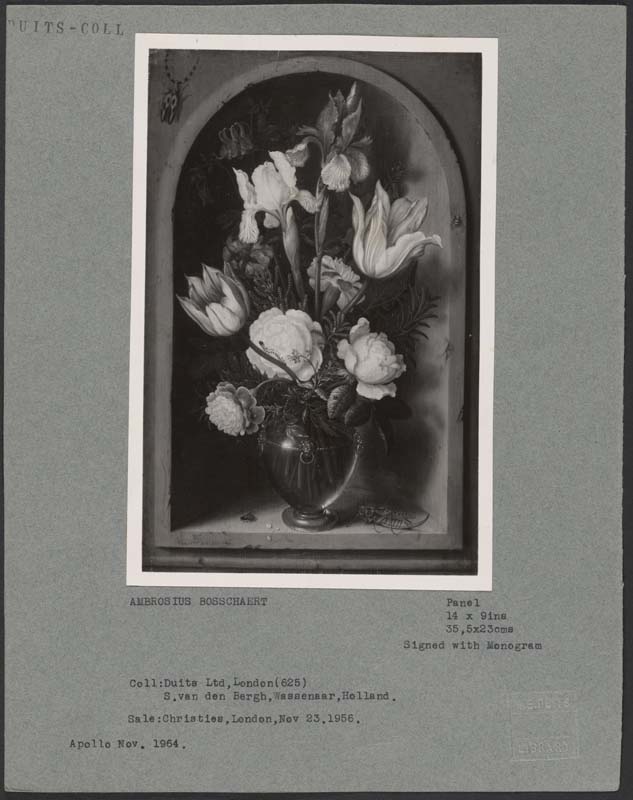 DUITS-COLL
AMBROSIUS BOSSCHAERT
Panel
14 x 9ins
35,5x23cms
Signed with Monogram
Coll:Duits Ltd,London(625)
S.van den Bergh,Wassenaar,Holland.
Sale:Christies,London,Nov 23.1956.
Apollo Nov. 1964.
LIBRARY